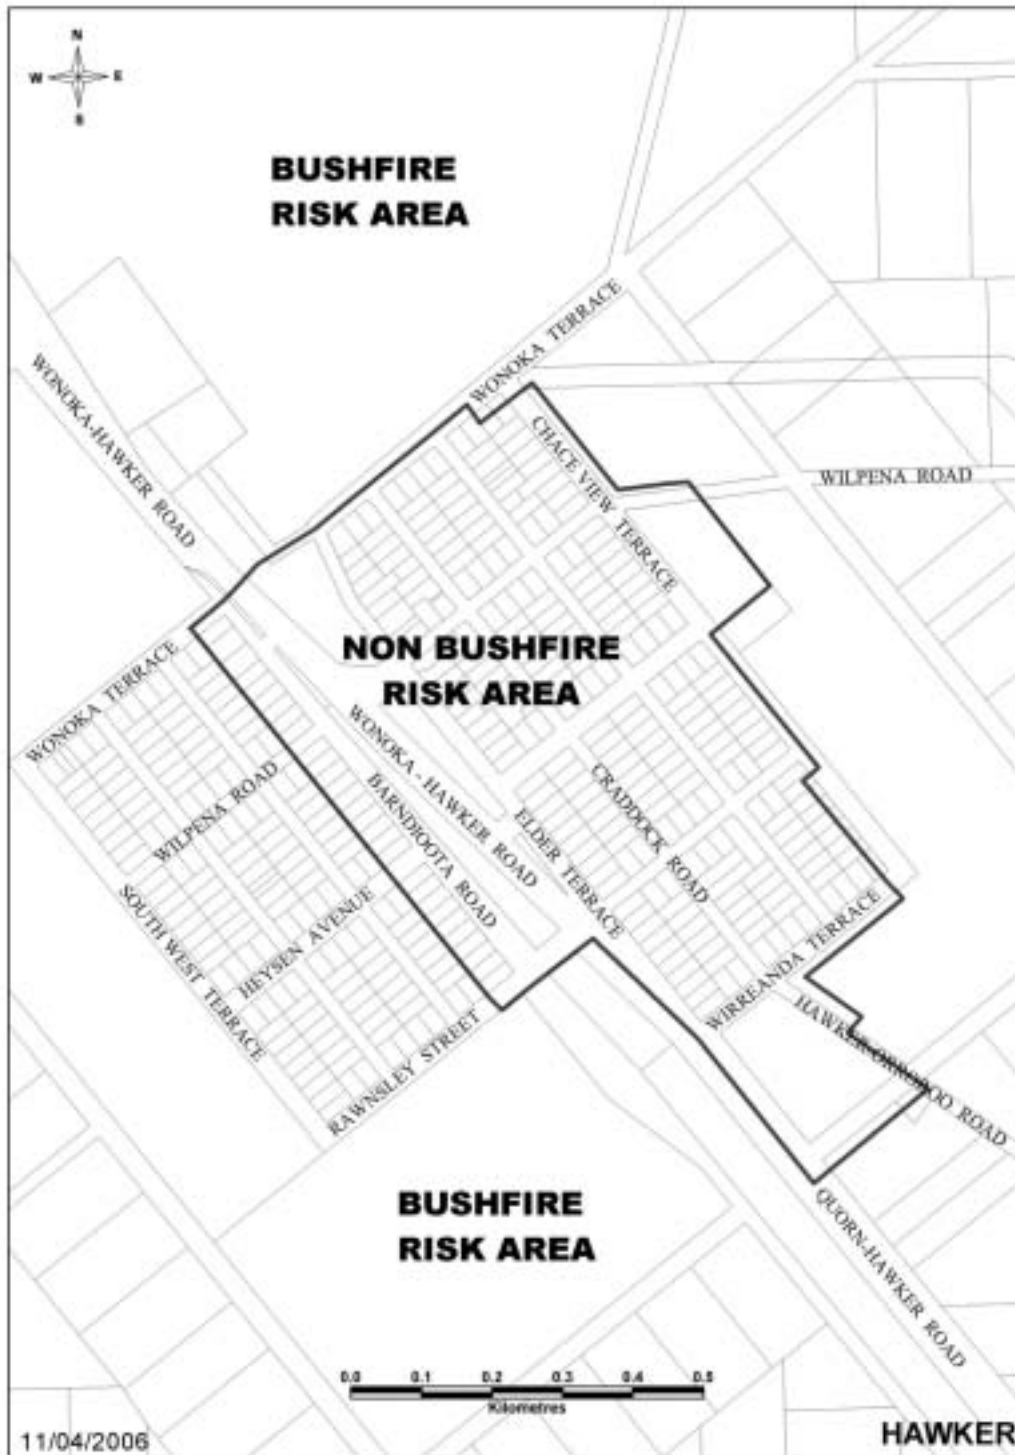 N
W E
S
BUSHFIRE
RISK AREA
WONOKA TERRACE
WONOKA-HAWKER ROAD
CHACE VIEW TERRACE
WILPENA ROAD
NON BUSHFIRE
RISK AREA
WONOKA TERRACE
WONOKA - HAWKER ROAD
WILPENA ROAD
BARNDIOOTA ROAD
CRADDOCK ROAD
ELDER TERRACE
SOUTH WEST TERRACE
HEYSEN AVENUE
WIRREANDA TERRACE
RAWNSLEY STREET
HAWKER-ORROROO ROAD
BUSHFIRE
RISK AREA
QUORN-HAWKER ROAD
0.0 0.1 0.2 0.3 0.4 0.5
Kilometres
11/04/2006
HAWKER